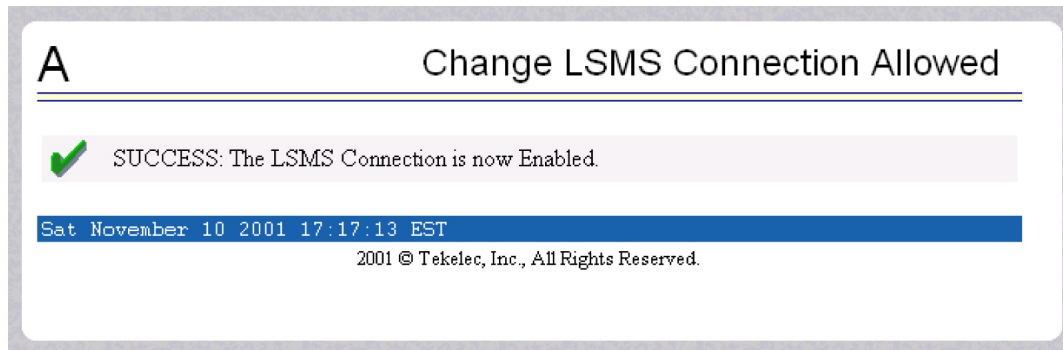 A Change LSMS Connection Allowed
SUCCESS: The LSMS Connection is now Enabled.
Sat November 10 2001 17:17:13 EST
2001 © Tekelec, Inc., All Rights Reserved.